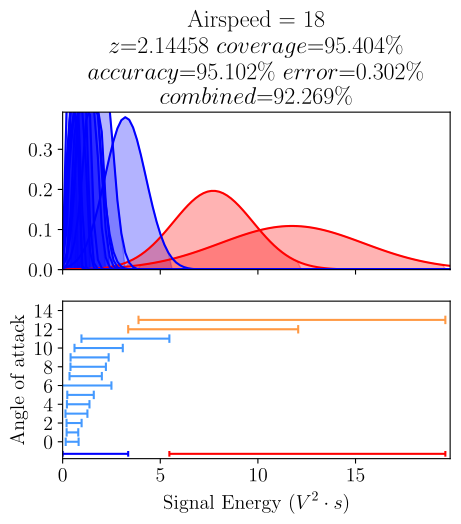 Airspeed = 18
z=2.14458 coverage=95.404%
accuracy=95.102% error=0.302%
combined=92.269%
0.3
0.2
0.1
0.0
14
12
10
8
6
4
2
0
Angle of attack
0 5 10 15
Signal Energy (V² · s)